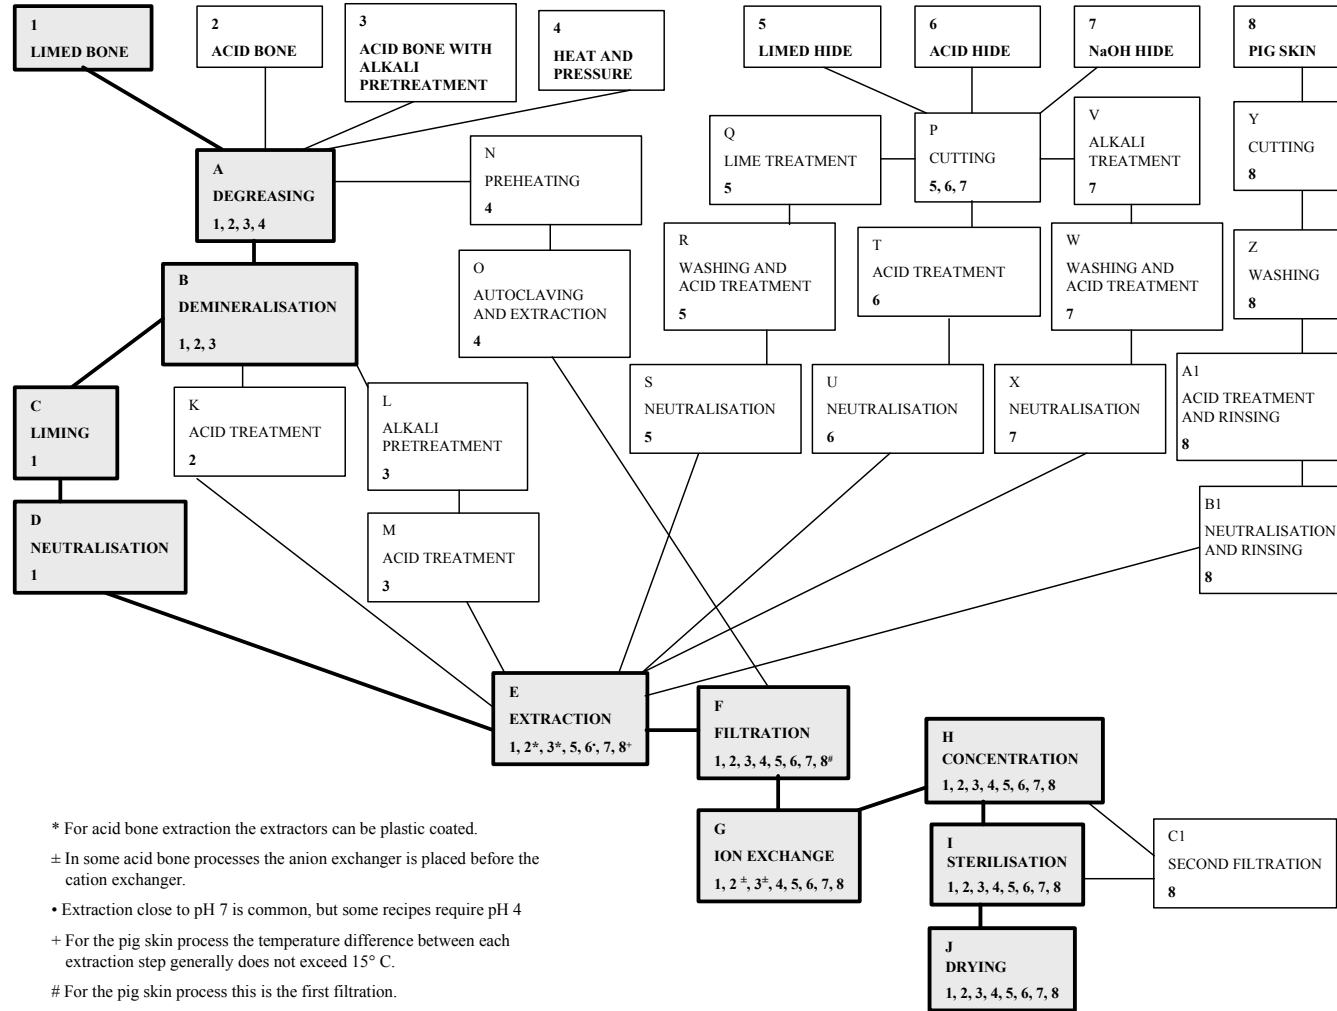 1
LIMED BONE
2
ACID BONE
3
ACID BONE WITH
ALKALI
PRETREATMENT
4
HEAT AND
PRESSURE
5
LIMED HIDE
6
ACID HIDE
7
NaOH HIDE
8
PIG SKIN
A
DEGREASING
1, 2, 3, 4
N
PREHEATING
4
Q
LIME TREATMENT
5
P
CUTTING
5, 6, 7
V
ALKALI
TREATMENT
7
Y
CUTTING
8
B
DEMINERALISATION
1, 2, 3
O
AUTOCLAVING
AND EXTRACTION
4
R
WASHING AND
ACID TREATMENT
5
T
ACID TREATMENT
6
W
WASHING AND
ACID TREATMENT
7
Z
WASHING
8
C
LIMING
1
K
ACID TREATMENT
2
L
ALKALI
PRETREATMENT
3
S
NEUTRALISATION
5
U
NEUTRALISATION
6
X
NEUTRALISATION
7
A1
ACID TREATMENT
AND RINSING
8
D
NEUTRALISATION
1
M
ACID TREATMENT
3
B1
NEUTRALISATION
AND RINSING
8
E
EXTRACTION
1, 2*, 3*, 5, 6•, 7, 8+
F
FILTRATION
1, 2, 3, 4, 5, 6, 7, 8#
G
ION EXCHANGE
1, 2 ±, 3±, 4, 5, 6, 7, 8
H
CONCENTRATION
1, 2, 3, 4, 5, 6, 7, 8
I
STERILISATION
1, 2, 3, 4, 5, 6, 7, 8
C1
SECOND FILTRATION
8
J
DRYING
1, 2, 3, 4, 5, 6, 7, 8
* For acid bone extraction the extractors can be plastic coated.
± In some acid bone processes the anion exchanger is placed before the
cation exchanger.
• Extraction close to pH 7 is common, but some recipes require pH 4
+ For the pig skin process the temperature difference between each
extraction step generally does not exceed 15° C.
# For the pig skin process this is the first filtration.